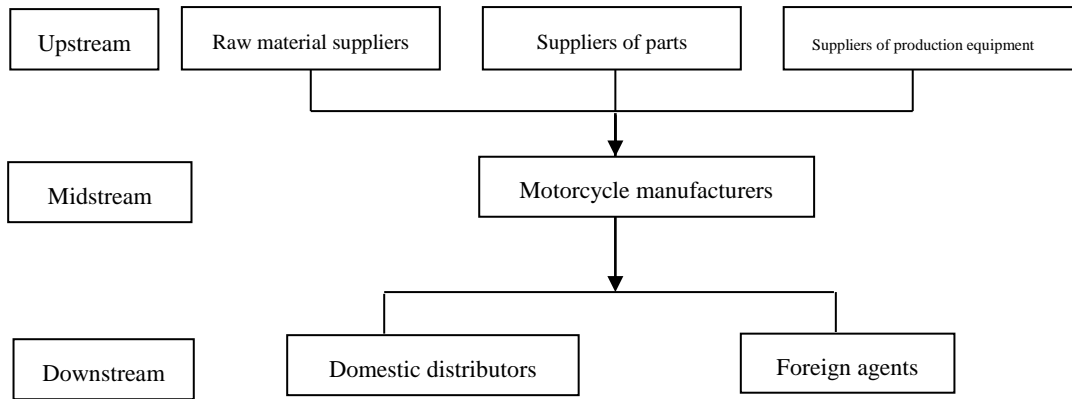 Upstream
Raw material suppliers
Suppliers of parts
Suppliers of production equipment
Midstream
Motorcycle manufacturers
Downstream
Domestic distributors
Foreign agents